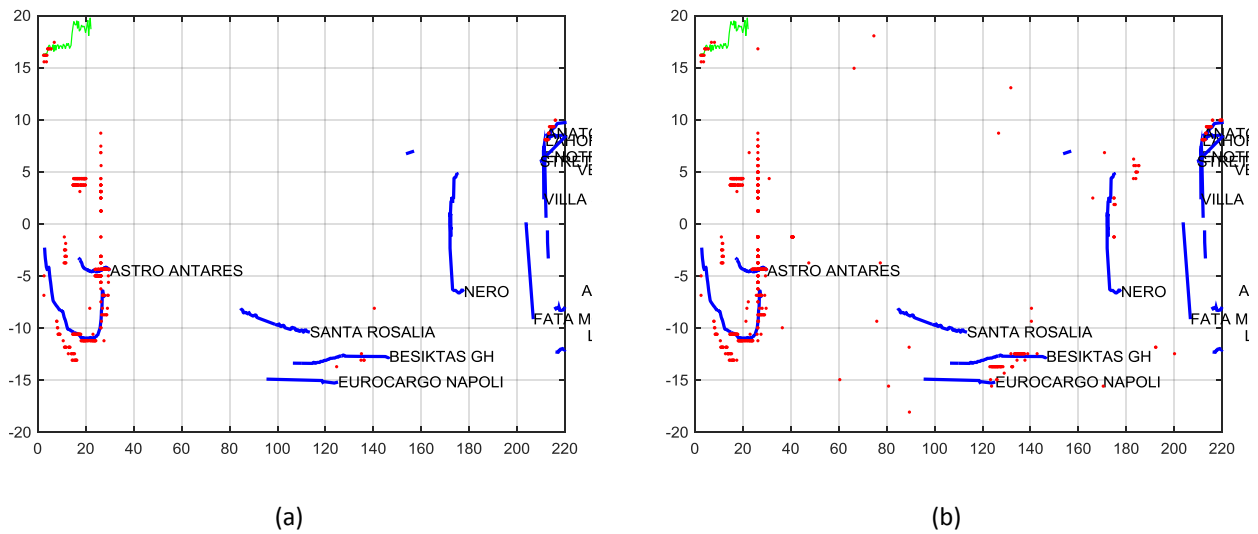 20
15
10
5
0
-5
-10
-15
-20
0 20 40 60 80 100 120 140 160 180 200 220
ASTRO ANTARES
SANTA ROSALIA
BESIKTAS GH
EUROCARGO NAPOLI
NERO
VILLA
VE
FATA M
A
L
(a)
20
15
10
5
0
-5
-10
-15
-20
0 20 40 60 80 100 120 140 160 180 200 220
ASTRO ANTARES
SANTA ROSALIA
BESIKTAS GH
EUROCARGO NAPOLI
NERO
VILLA
VE
FATA M
A
L
(b)